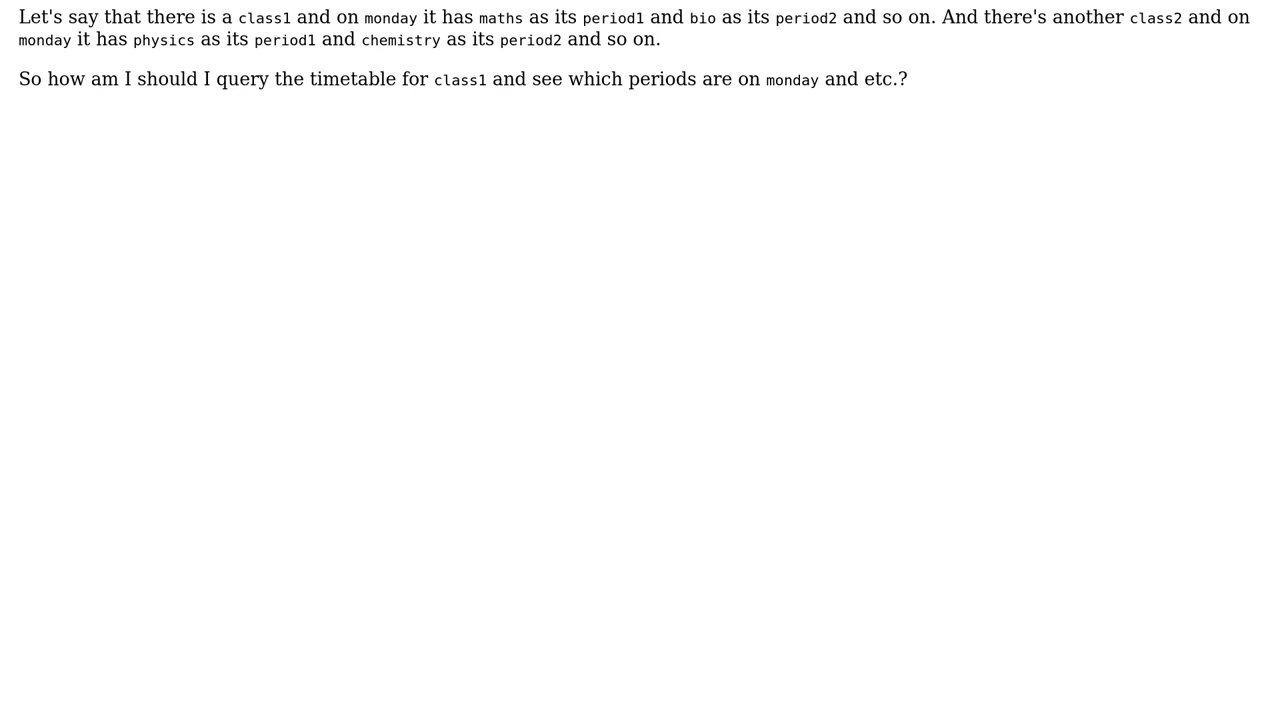 Let's say that there is a class1 and on monday it has maths as its period1 and bio as its period2 and so on. And there's another class2 and on
monday it has physics as its period1 and chemistry as its period2 and so on.
So how am I should I query the timetable for class1 and see which periods are on monday and etc.?